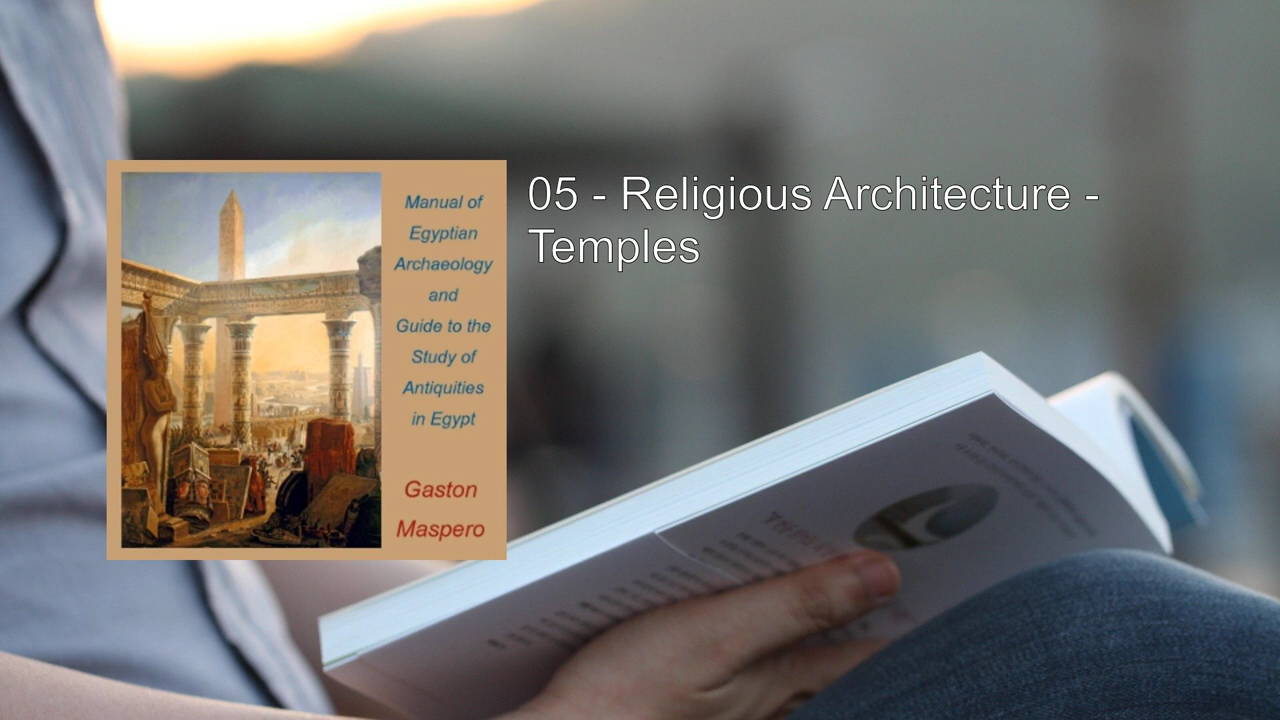 Manual of
Egyptian
Archaeology
and
Guide to the
Study of
Antiquities
in Egypt
Gaston
Maspero
05 - Religious Architecture -
Temples